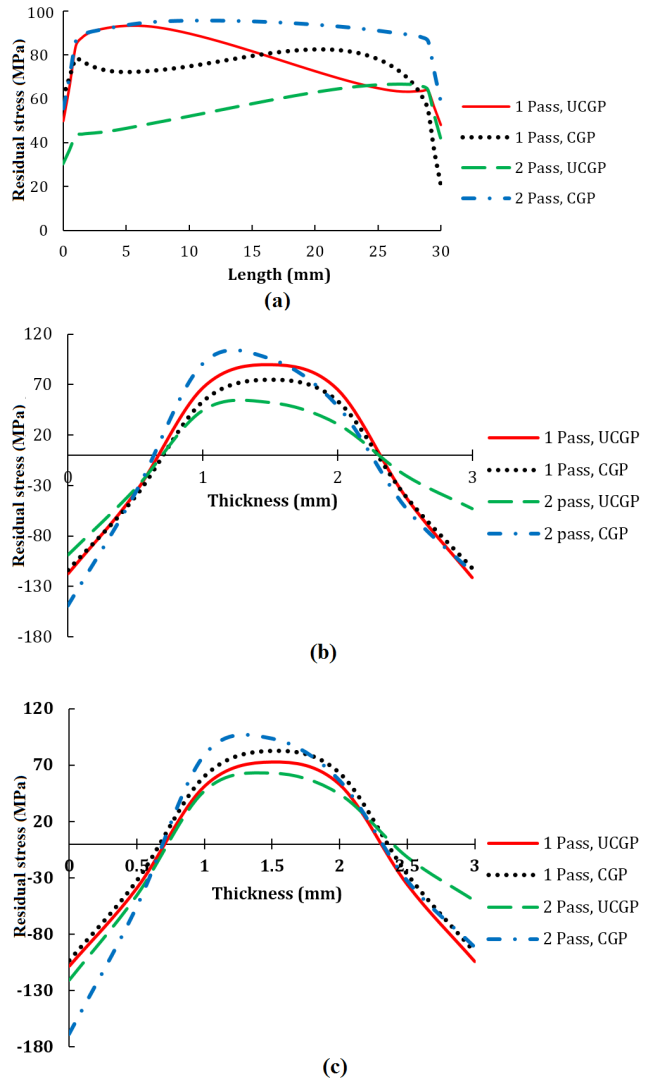 100
80
60
40
20
0
Residual stress (MPa)
0 5 10 15 20 25 30
Length (mm)
1 Pass, UCGP
1 Pass, CGP
2 Pass, UCGP
2 Pass, CGP
(a)
120
70
20
-30
-80
-130
-180
Residual stress (MPa)
0 1 2 3
Thickness (mm)
1 Pass, UCGP
1 Pass, CGP
2 pass, UCGP
2 pass, CGP
(b)
120
70
20
-30
-80
-130
-180
Residual stress (MPa)
0 0.5 1 1.5 2 2.5 3
Thickness (mm)
1 Pass, UCGP
1 Pass, CGP
2 Pass, UCGP
2 Pass, CGP
(c)